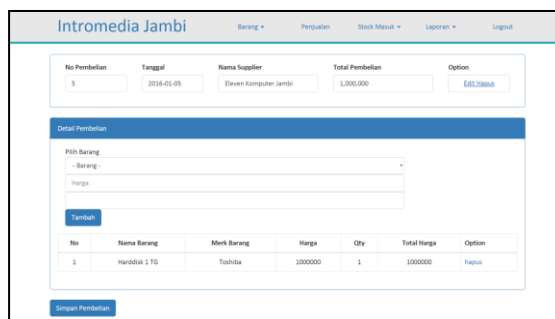 Intromedia Jambi Barang Penjualan Stock Masuk Laporan Logout
No Pembelian Tanggal Nama Supplier Total Pembelian Option
5 2016-01-05 Eleven Komputer Jambi 1,000,000 Edit Hapus
Detail Pembelian
Pilih Barang
- Barang -
Harga
Tambah
No Nama Barang Merk Barang Harga Qty Total Harga Option
1 Harddisk 1 TG Toshiba 1000000 1 1000000 hapus
Simpan Pembelian